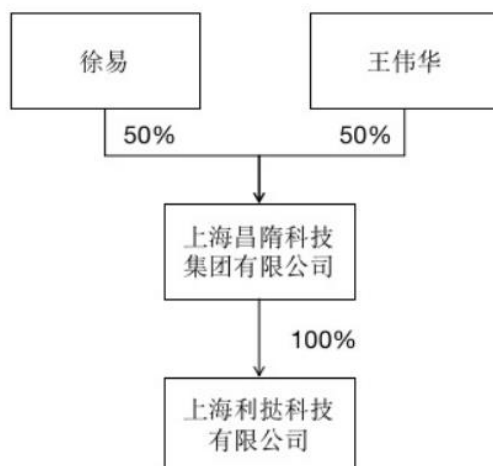 徐易
王伟华
50%
50%
上海昌隋科技
集团有限公司
100%
上海利挞科技
有限公司